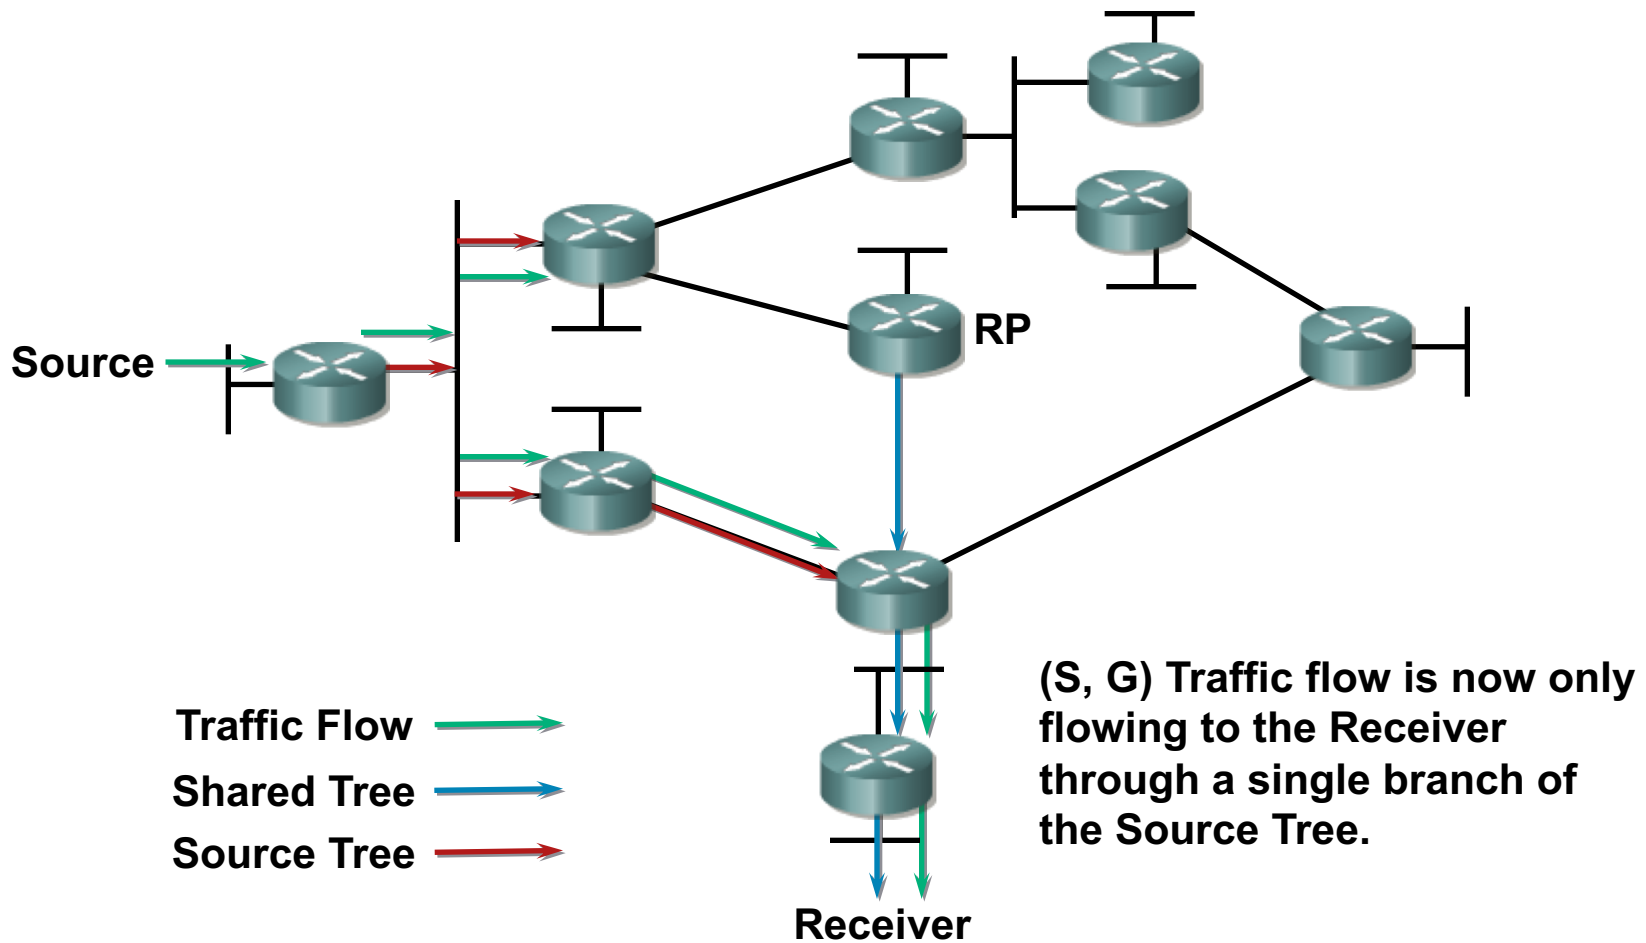 RP
Source
Traffic Flow
Shared Tree
Source Tree
(S, G) Traffic flow is now only
flowing to the Receiver
through a single branch of
the Source Tree.
Receiver